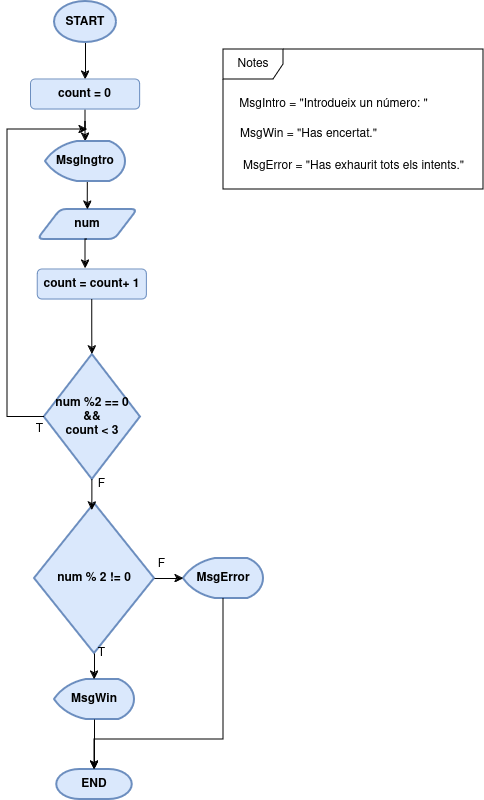 START
count = 0
MsgIngtro
num
count = count+ 1
num %2 == 0
&&
count < 3
T
F
num % 2 != 0
F
MsgError
T
MsgWin
END
Notes
MsgIntro = "Introdueix un número: "
MsgWin = "Has encertat."
MsgError = "Has exhaurit tots els intents."